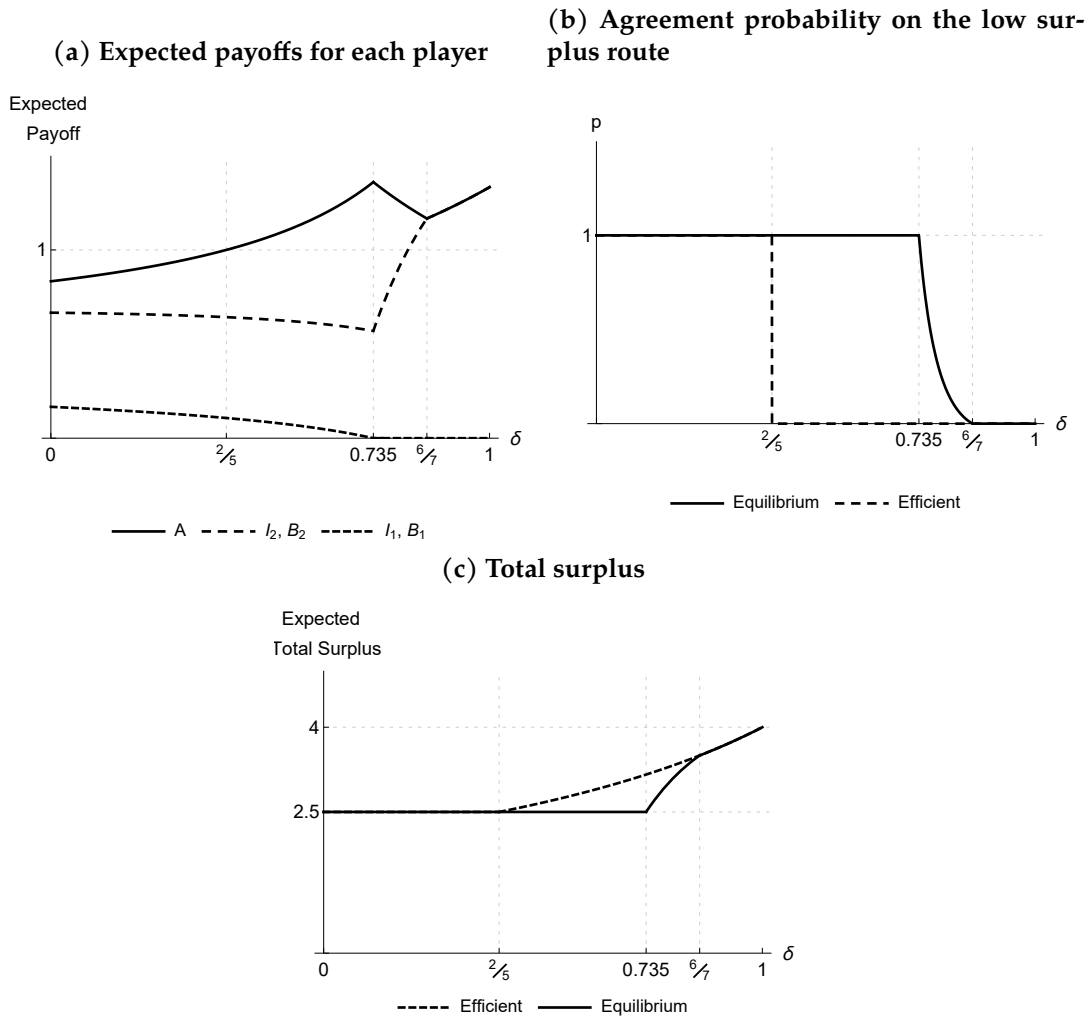 (a) Expected payoffs for each player
Expected
Payoff
1
0
2/5
0.735
6/7
1
δ
A
I2, B2
I1, B1
(b) Agreement probability on the low sur-
plus route
p
1
2/5
0.735
6/7
1
δ
Equilibrium
Efficient
(c) Total surplus
Expected
Total Surplus
4
2.5
0
2/5
0.735
6/7
1
δ
Efficient
Equilibrium